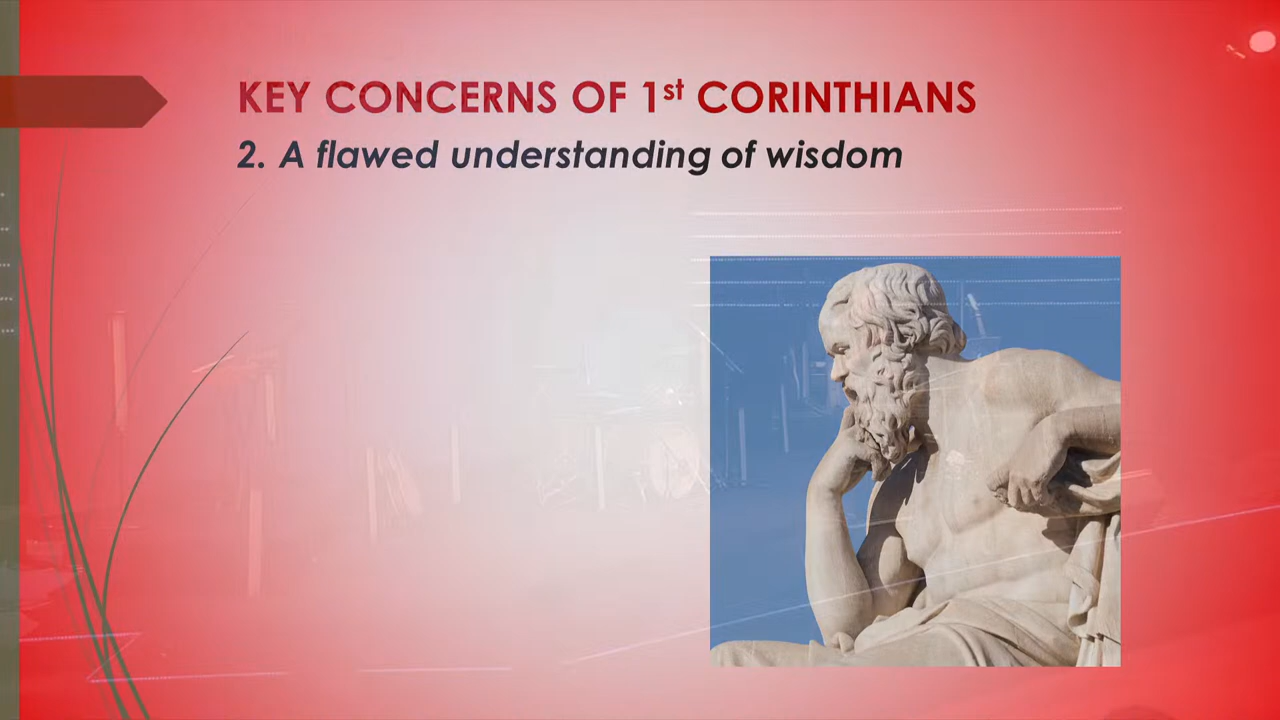 KEY CONCERNS OF 1st CORINTHIANS
2. A flawed understanding of wisdom